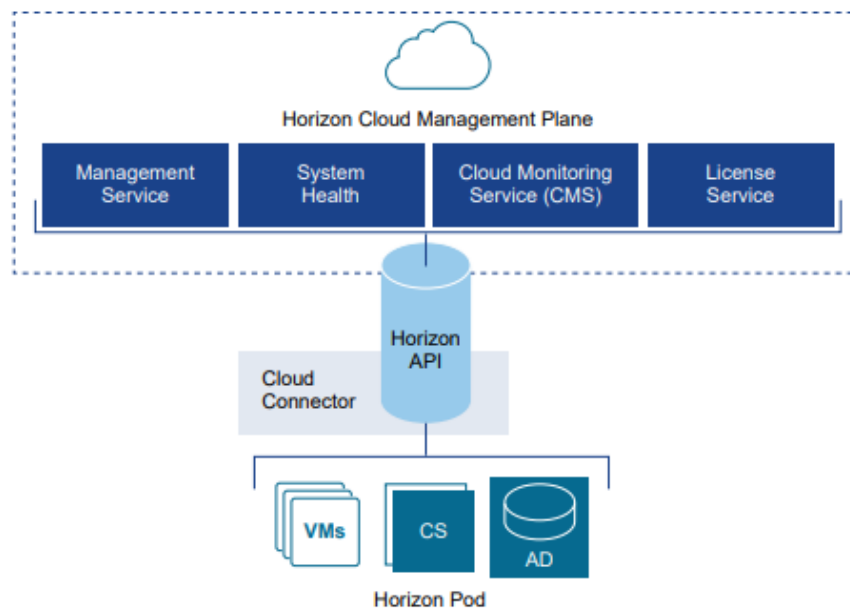 Horizon Cloud Management Plane
Management
Service
System
Health
Cloud Monitoring
Service (CMS)
License
Service
Horizon
API
Cloud
Connector
VMs
CS
AD
Horizon Pod